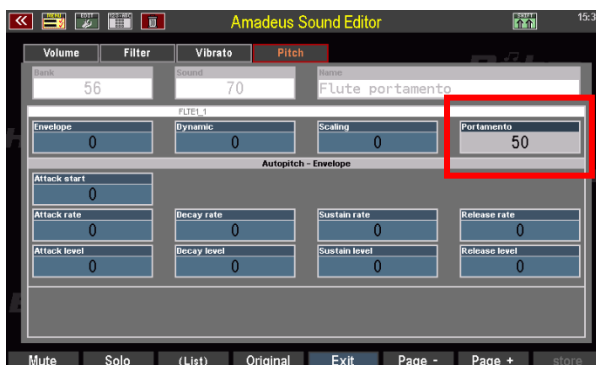 MENU EDIT START
Amadeus Sound Editor 15:3
Volume Filter Vibrato Pitch
Bank Sound Name
56 70 Flute portamento
FLTE1_1
Envelope Dynamic Scaling Portamento
0 0 0 50
Autopitch - Envelope
Attack start
0
Attack rate Decay rate Sustain rate Release rate
0 0 0 0
Attack level Decay level Sustain level Release level
0 0 0 0
Mute Solo (List) Original Exit Page - Page + store